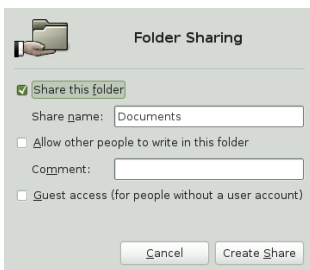 Folder Sharing
Share this folder
Share name: Documents
Allow other people to write in this folder
Comment:
Guest access (for people without a user account)
Cancel Create Share